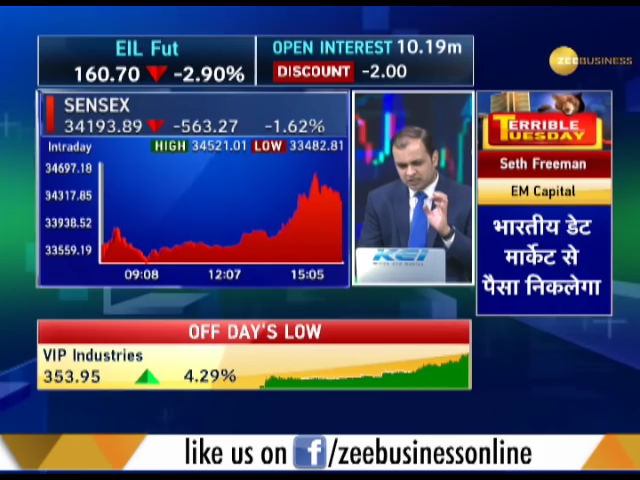 EIL Fut
160.70 -2.90%
OPEN INTEREST 10.19m
DISCOUNT -2.00
ZEEBUSINESS
SENSEX
34193.89 -563.27 -1.62%
Intraday HIGH 34521.01 LOW 33482.81
34697.18
34317.85
33938.52
33559.19
09:08 12:07 15:05
KEI
TERRIBLE
TUESDAY
Seth Freeman
EM Capital
भारतीय डेट
मार्केट से
पैसा निकलेगा
OFF DAY'S LOW
VIP Industries
353.95 4.29%
like us on f/zeebusinessonline